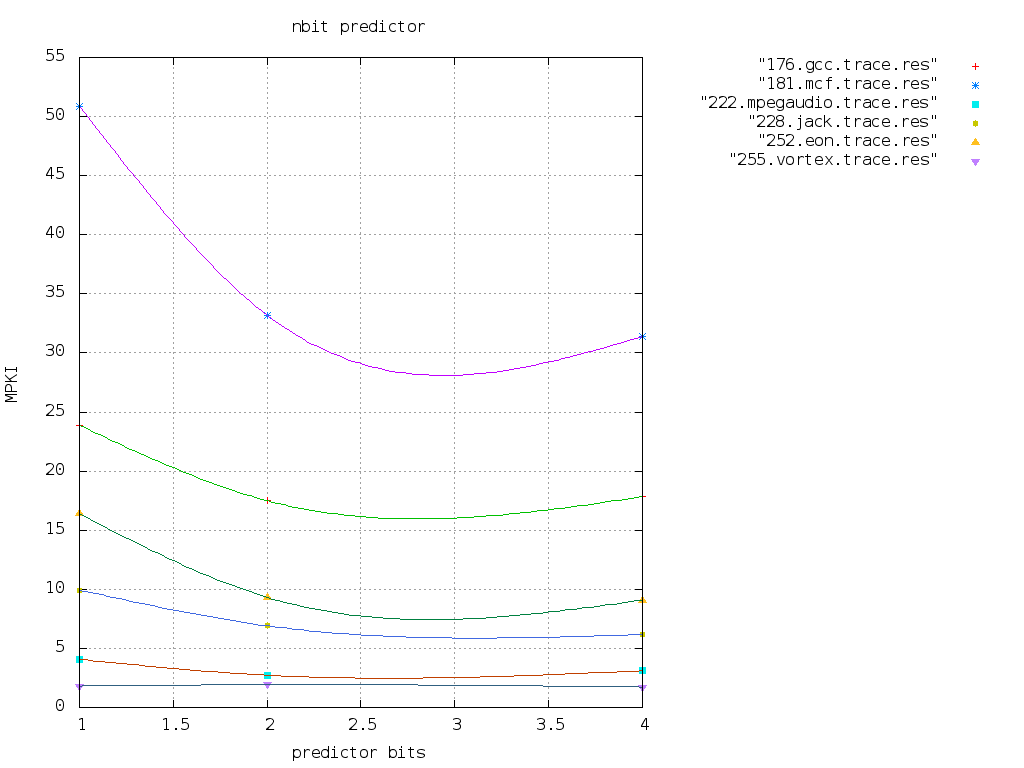 nbit predictor
55
50
45
40
35
30
25
20
15
10
5
0
MPKI
1 1.5 2 2.5 3 3.5 4
predictor bits
"176.gcc.trace.res"
"181.mcf.trace.res"
"222.mpegaudio.trace.res"
"228.jack.trace.res"
"252.eon.trace.res"
"255.vortex.trace.res"